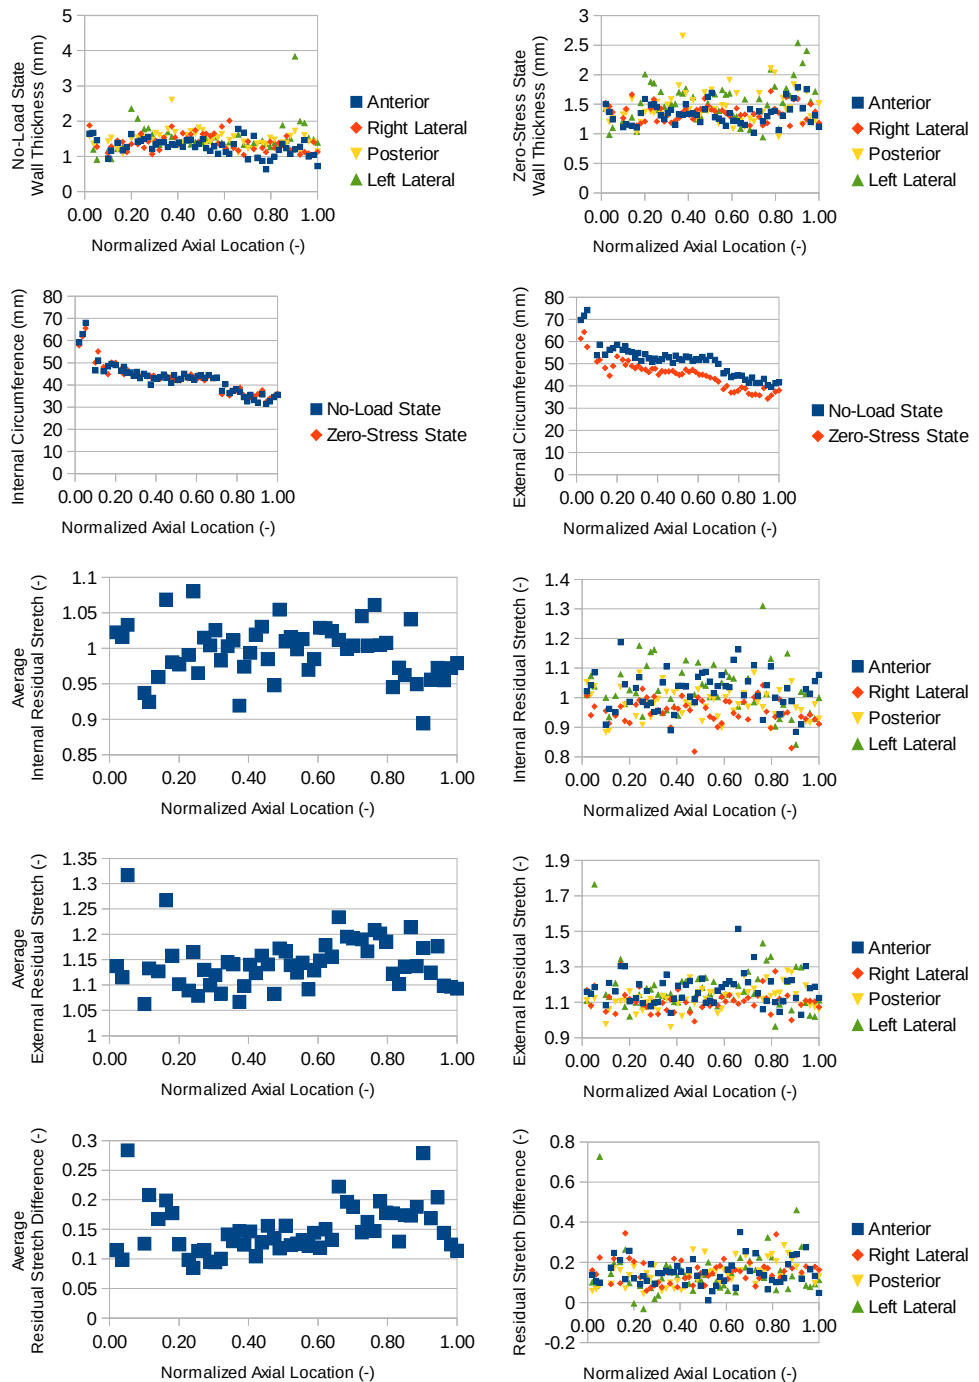 No-Load State
Wall Thickness (mm)
5
4
3
2
1
0
0.00 0.20 0.40 0.60 0.80 1.00
Normalized Axial Location (-)
Anterior
Right Lateral
Posterior
Left Lateral
Zero-Stress State
Wall Thickness (mm)
3
2.5
2
1.5
1
0.5
0
0.00 0.20 0.40 0.60 0.80 1.00
Normalized Axial Location (-)
Anterior
Right Lateral
Posterior
Left Lateral
Internal Circumference (mm)
80
70
60
50
40
30
20
10
0
0.00 0.20 0.40 0.60 0.80 1.00
Normalized Axial Location (-)
No-Load State
Zero-Stress State
External Circumference (mm)
80
70
60
50
40
30
20
10
0
0.00 0.20 0.40 0.60 0.80 1.00
Normalized Axial Location (-)
No-Load State
Zero-Stress State
Average
Internal Residual Stretch (-)
1.1
1.05
1
0.95
0.9
0.85
0.00 0.20 0.40 0.60 0.80 1.00
Normalized Axial Location (-)
Internal Residual Stretch (-)
1.4
1.3
1.2
1.1
1
0.9
0.8
0.00 0.20 0.40 0.60 0.80 1.00
Normalized Axial Location (-)
Anterior
Right Lateral
Posterior
Left Lateral
Average
External Residual Stretch (-)
1.35
1.3
1.25
1.2
1.15
1.1
1.05
1
0.00 0.20 0.40 0.60 0.80 1.00
Normalized Axial Location (-)
External Residual Stretch (-)
1.9
1.7
1.5
1.3
1.1
0.9
0.00 0.20 0.40 0.60 0.80 1.00
Normalized Axial Location (-)
Anterior
Right Lateral
Posterior
Left Lateral
Average
Residual Stretch Difference (-)
0.3
0.25
0.2
0.15
0.1
0.05
0
0.00 0.20 0.40 0.60 0.80 1.00
Normalized Axial Location (-)
Residual Stretch Difference (-)
0.8
0.6
0.4
0.2
0
-0.2
0.00 0.20 0.40 0.60 0.80 1.00
Normalized Axial Location (-)
Anterior
Right Lateral
Posterior
Left Lateral